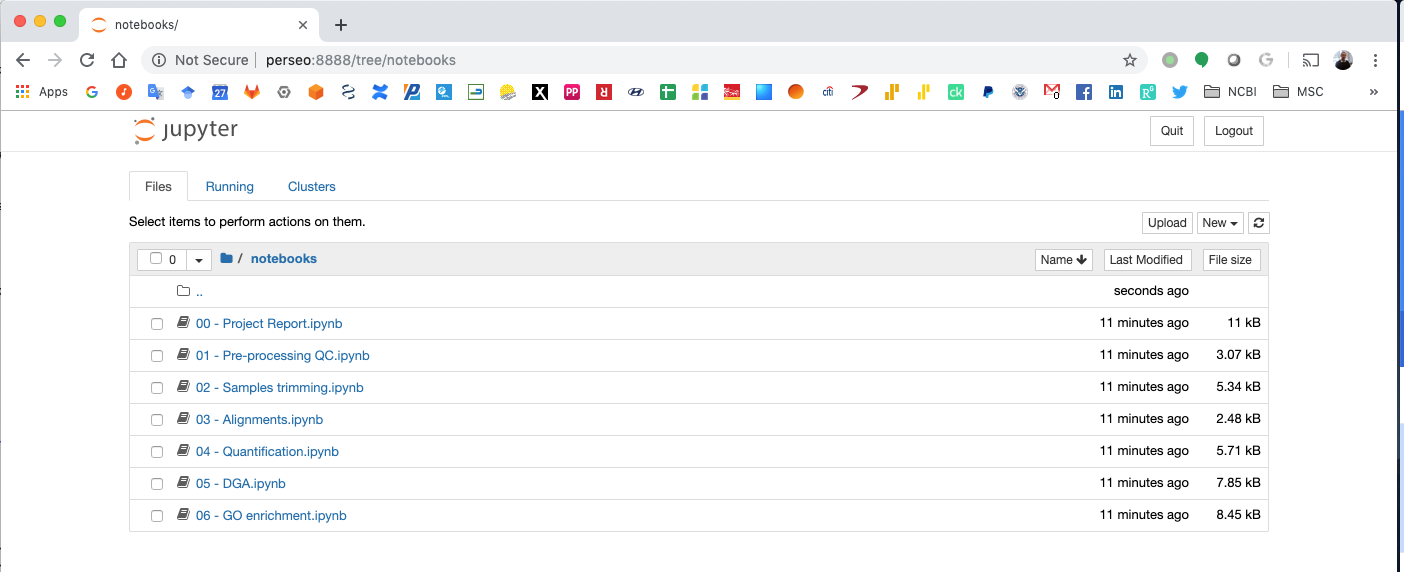 notebooks/
Not Secure perseo:8888/tree/notebooks
Apps 27 X PP citi ck 0 NCBI MSC »
jupyter Quit Logout
Files Running Clusters
Select items to perform actions on them. Upload New
0 / notebooks Name Last Modified File size
.. seconds ago
00 - Project Report.ipynb 11 minutes ago 11 kB
01 - Pre-processing QC.ipynb 11 minutes ago 3.07 kB
02 - Samples trimming.ipynb 11 minutes ago 5.34 kB
03 - Alignments.ipynb 11 minutes ago 2.48 kB
04 - Quantification.ipynb 11 minutes ago 5.71 kB
05 - DGA.ipynb 11 minutes ago 7.85 kB
06 - GO enrichment.ipynb 11 minutes ago 8.45 kB